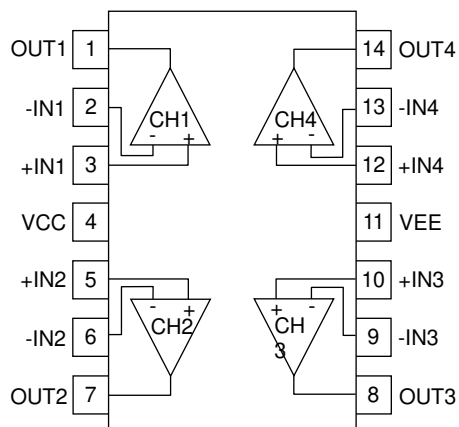 OUT1 1 14 OUT4
-IN1 2 13 -IN4
CH1 CH4
- + + -
+IN1 3 12 +IN4
VCC 4 11 VEE
+IN2 5 10 +IN3
- + + -
CH2 CH
3
-IN2 6 9 -IN3
OUT2 7 8 OUT3